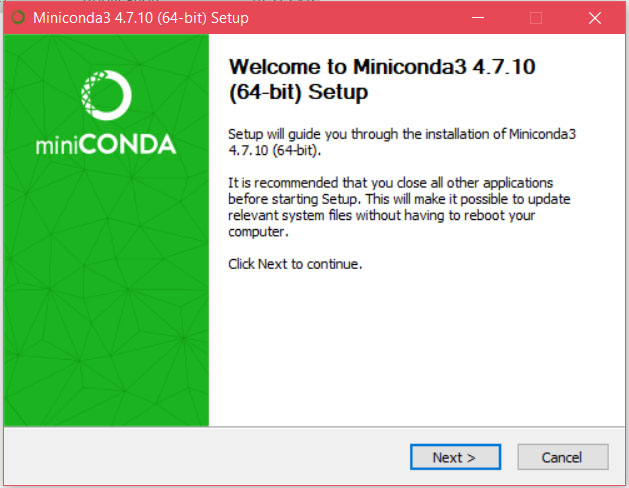 Miniconda3 4.7.10 (64-bit) Setup
miniCONDA
Welcome to Miniconda3 4.7.10
(64-bit) Setup
Setup will guide you through the installation of Miniconda3
4.7.10 (64-bit).
It is recommended that you close all other applications
before starting Setup. This will make it possible to update
relevant system files without having to reboot your
computer.
Click Next to continue.
Next >
Cancel